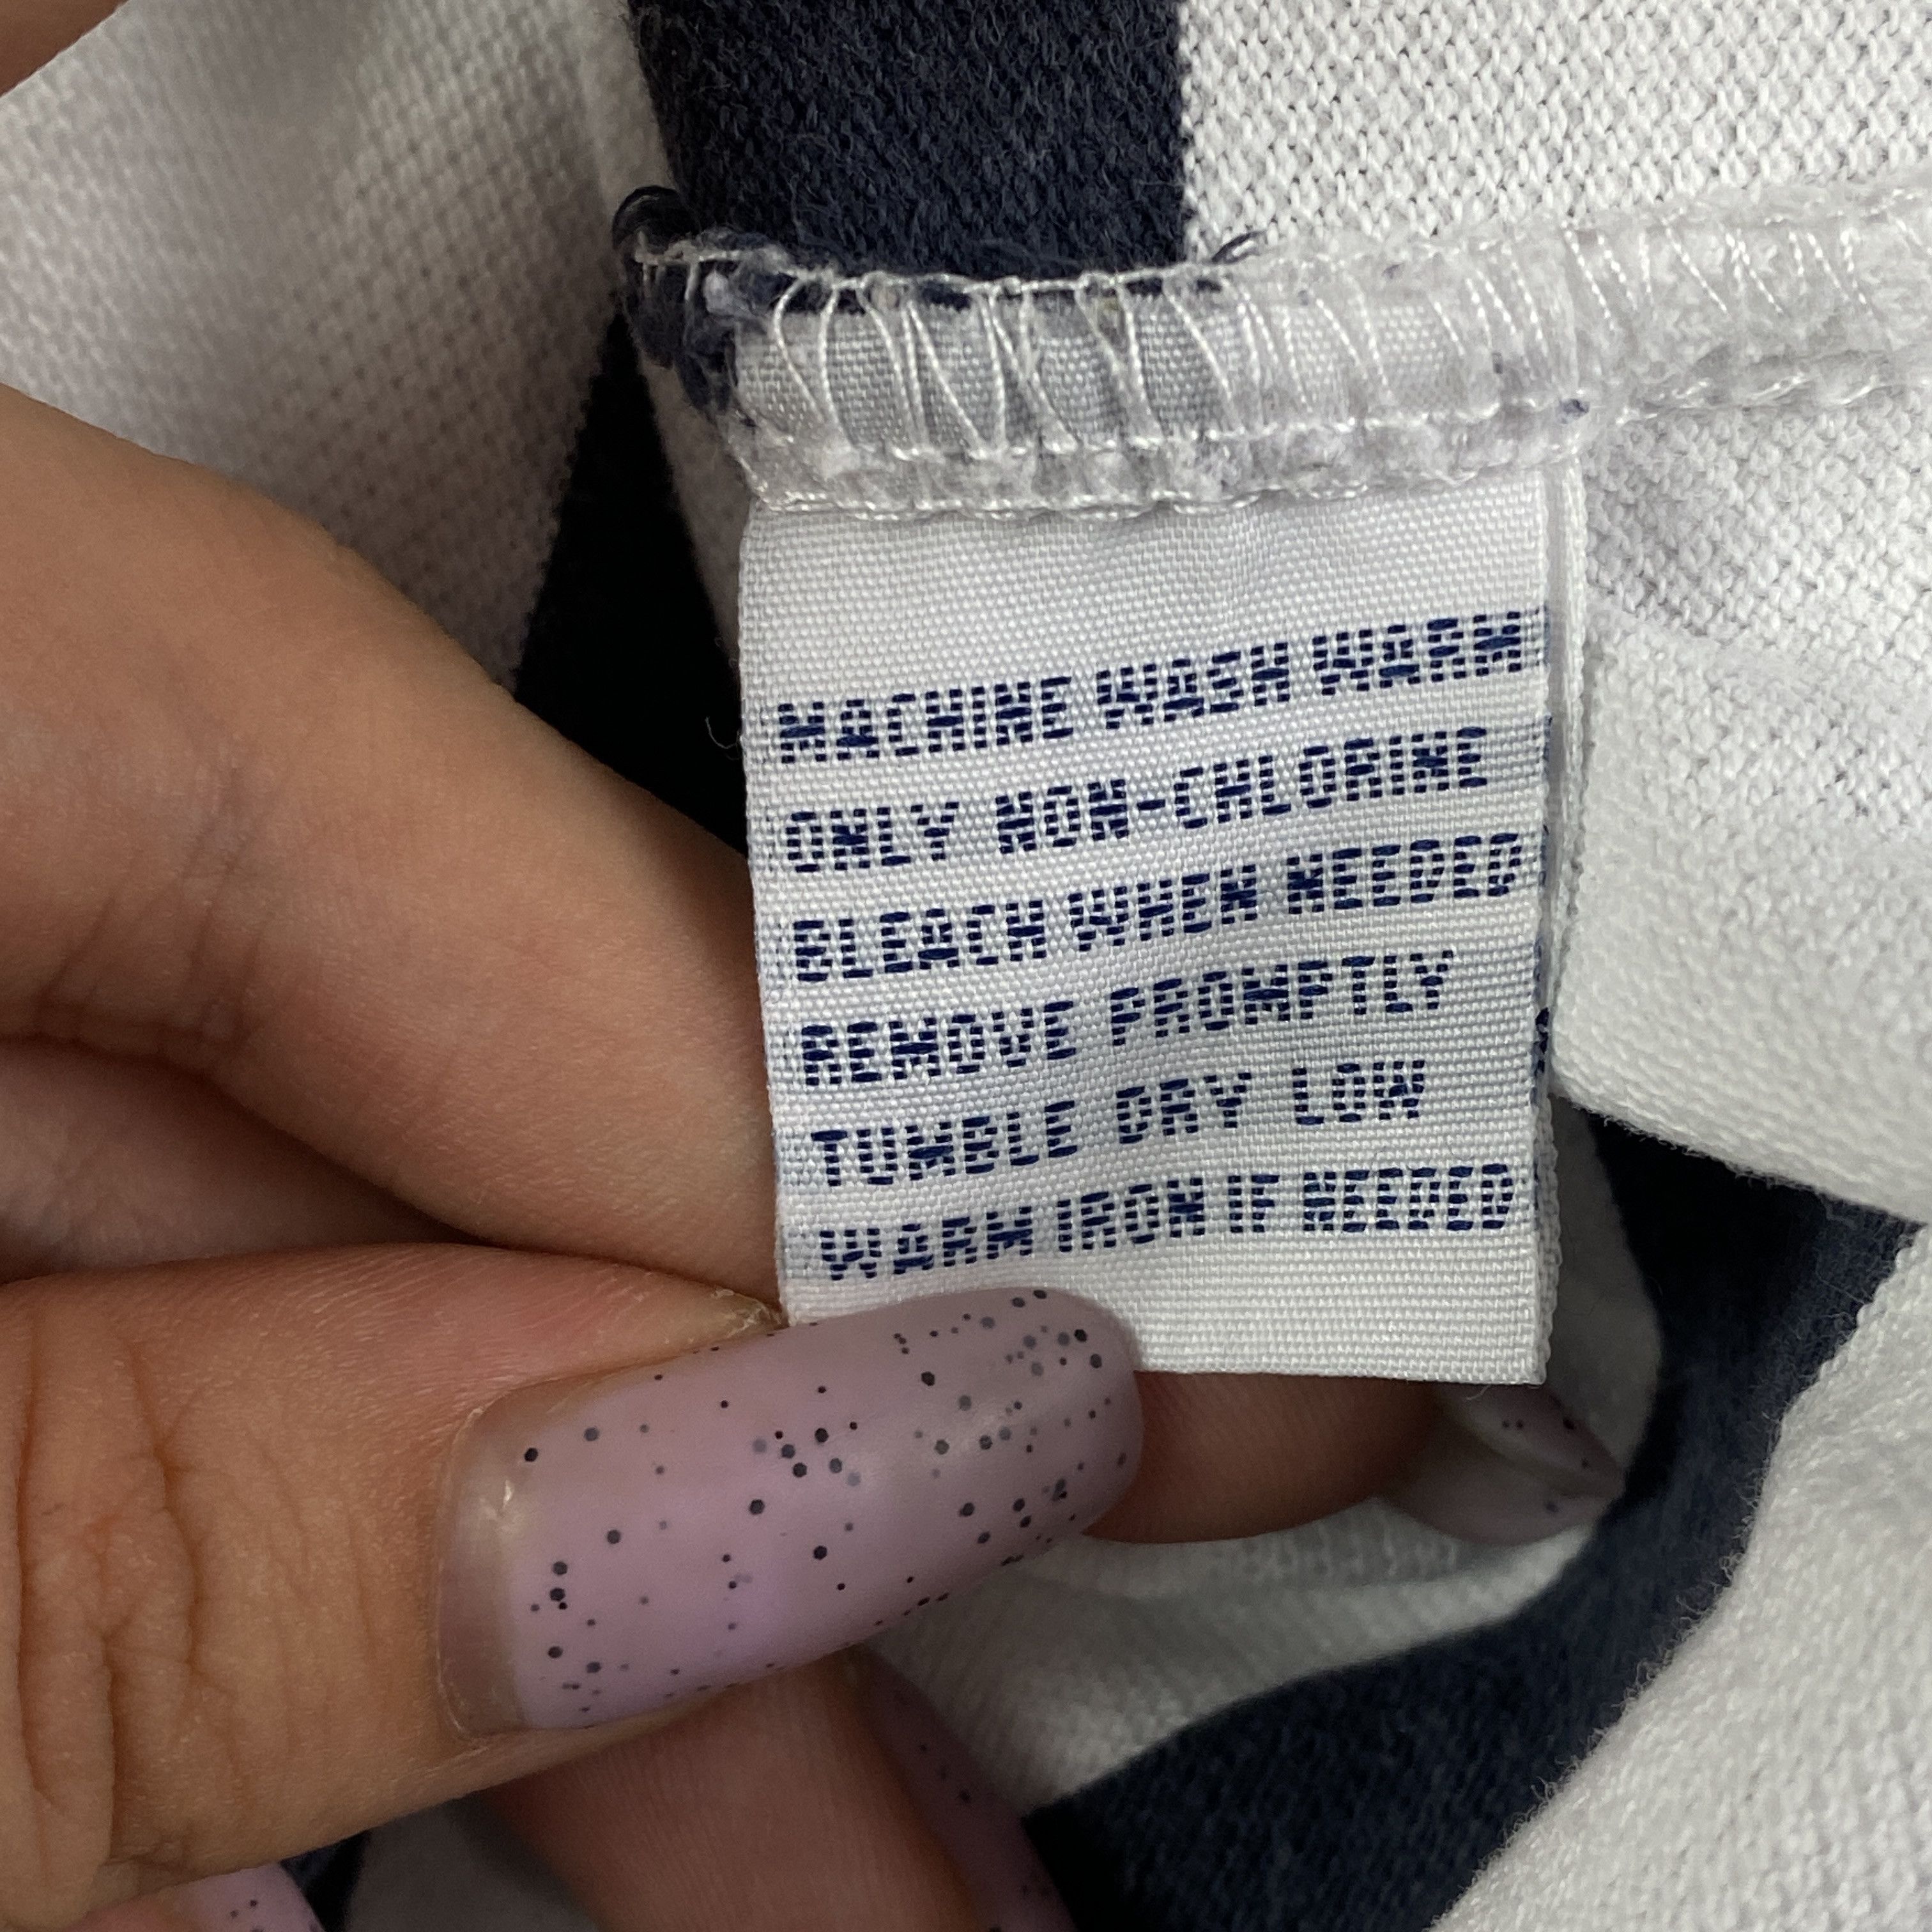 MACHINE WASH WARM
ONLY NON-CHLORINE
BLEACH WHEN NEEDED
REMOVE PROMPTLY
TUMBLE DRY LOW
WARM IRON IF NEEDED